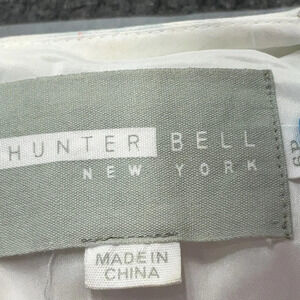 HUNTER BELL
NEW YORK
MADE IN
CHINA